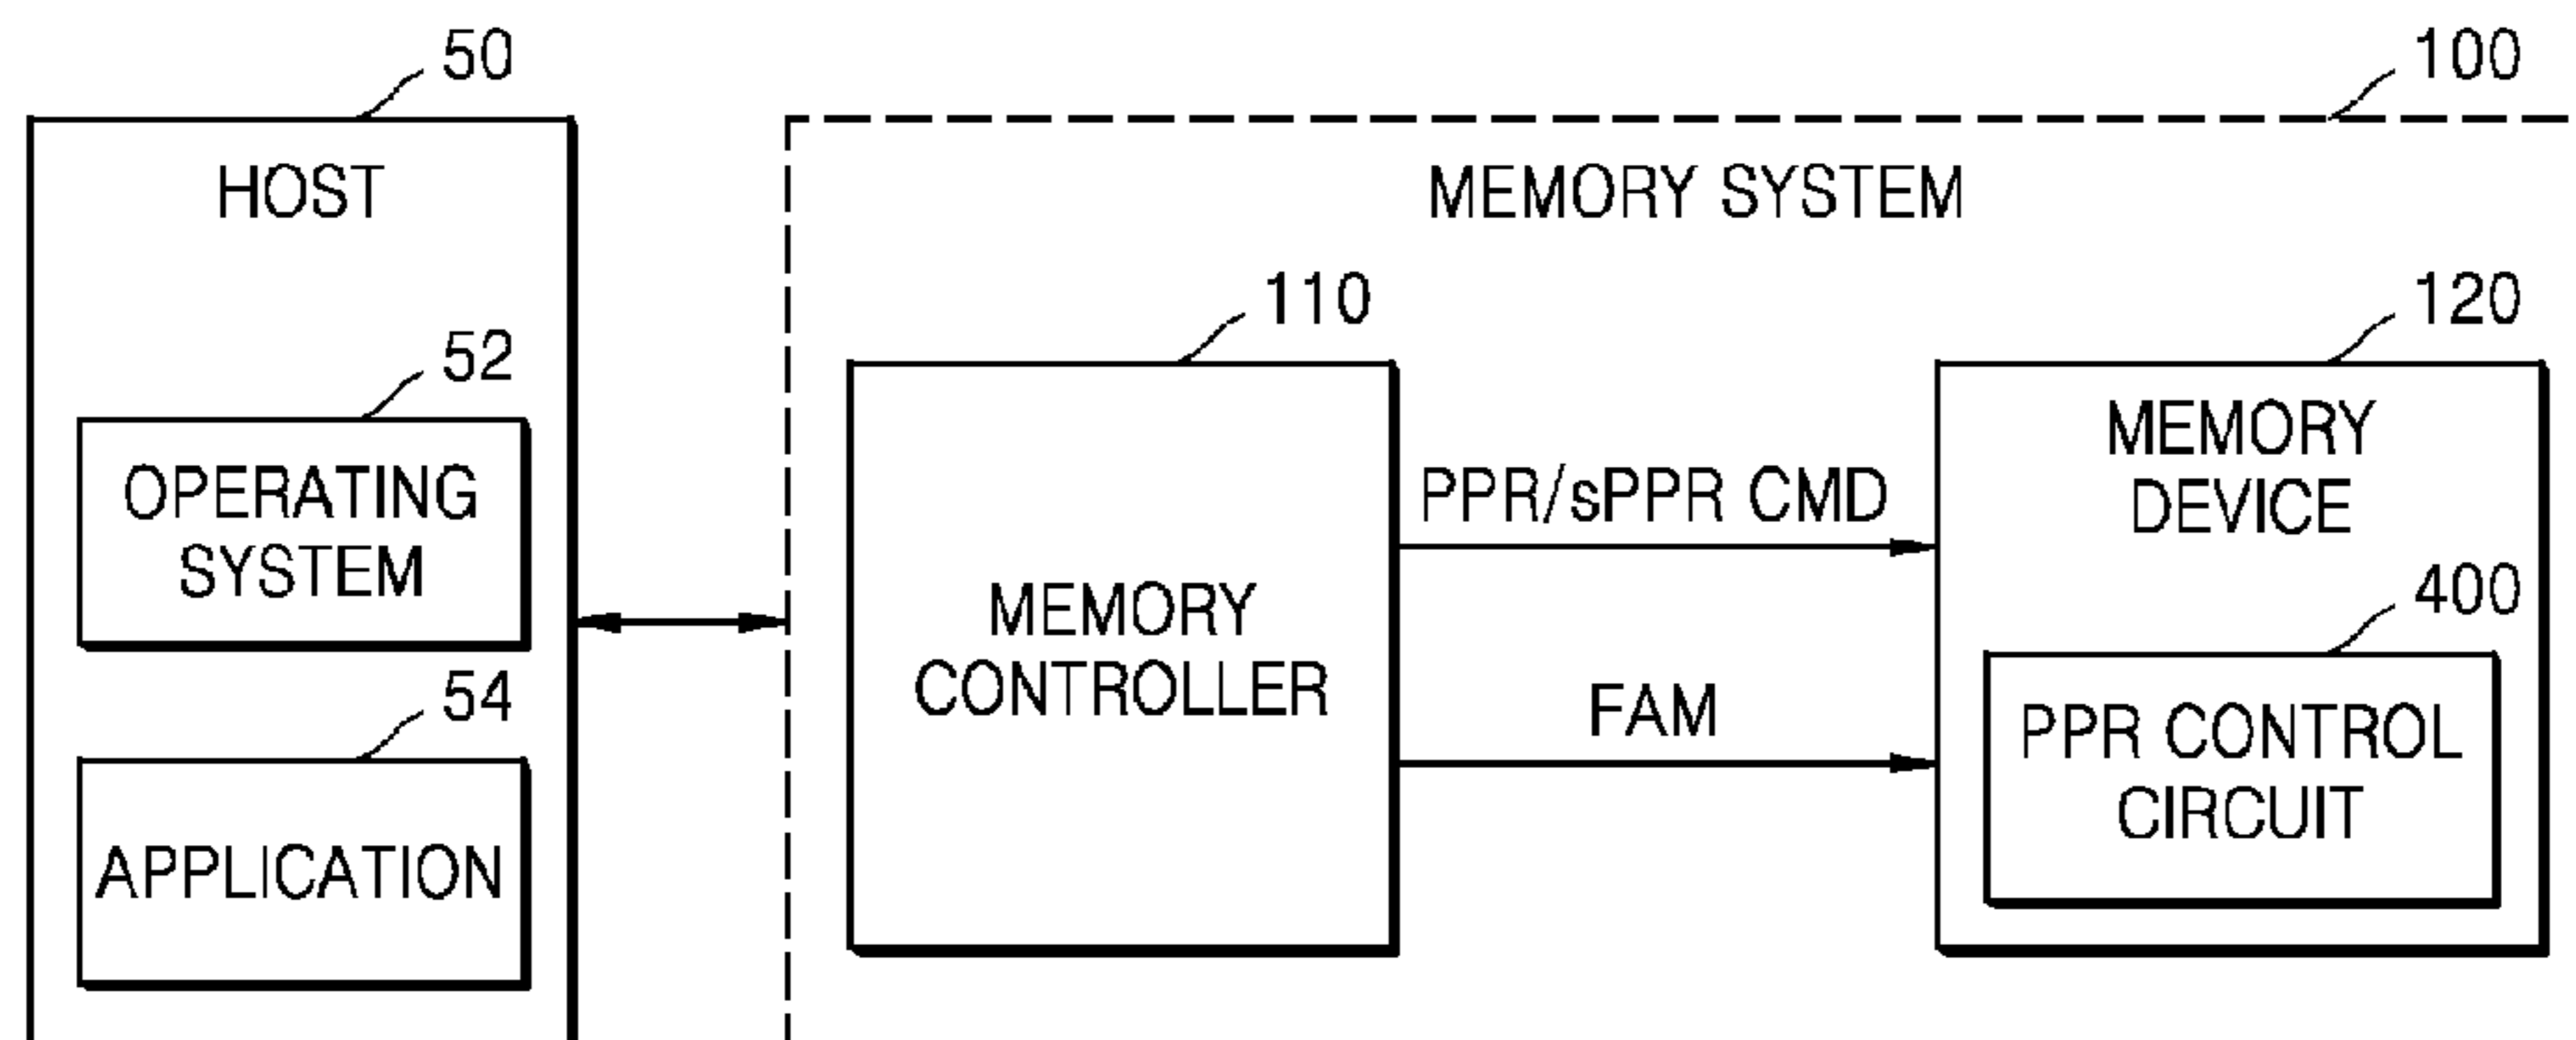 50
100
HOST
MEMORY SYSTEM
110
120
52
MEMORY
DEVICE
OPERATING
SYSTEM
PPR/sPPR CMD
MEMORY
CONTROLLER
400
54
FAM
PPR CONTROL
CIRCUIT
APPLICATION